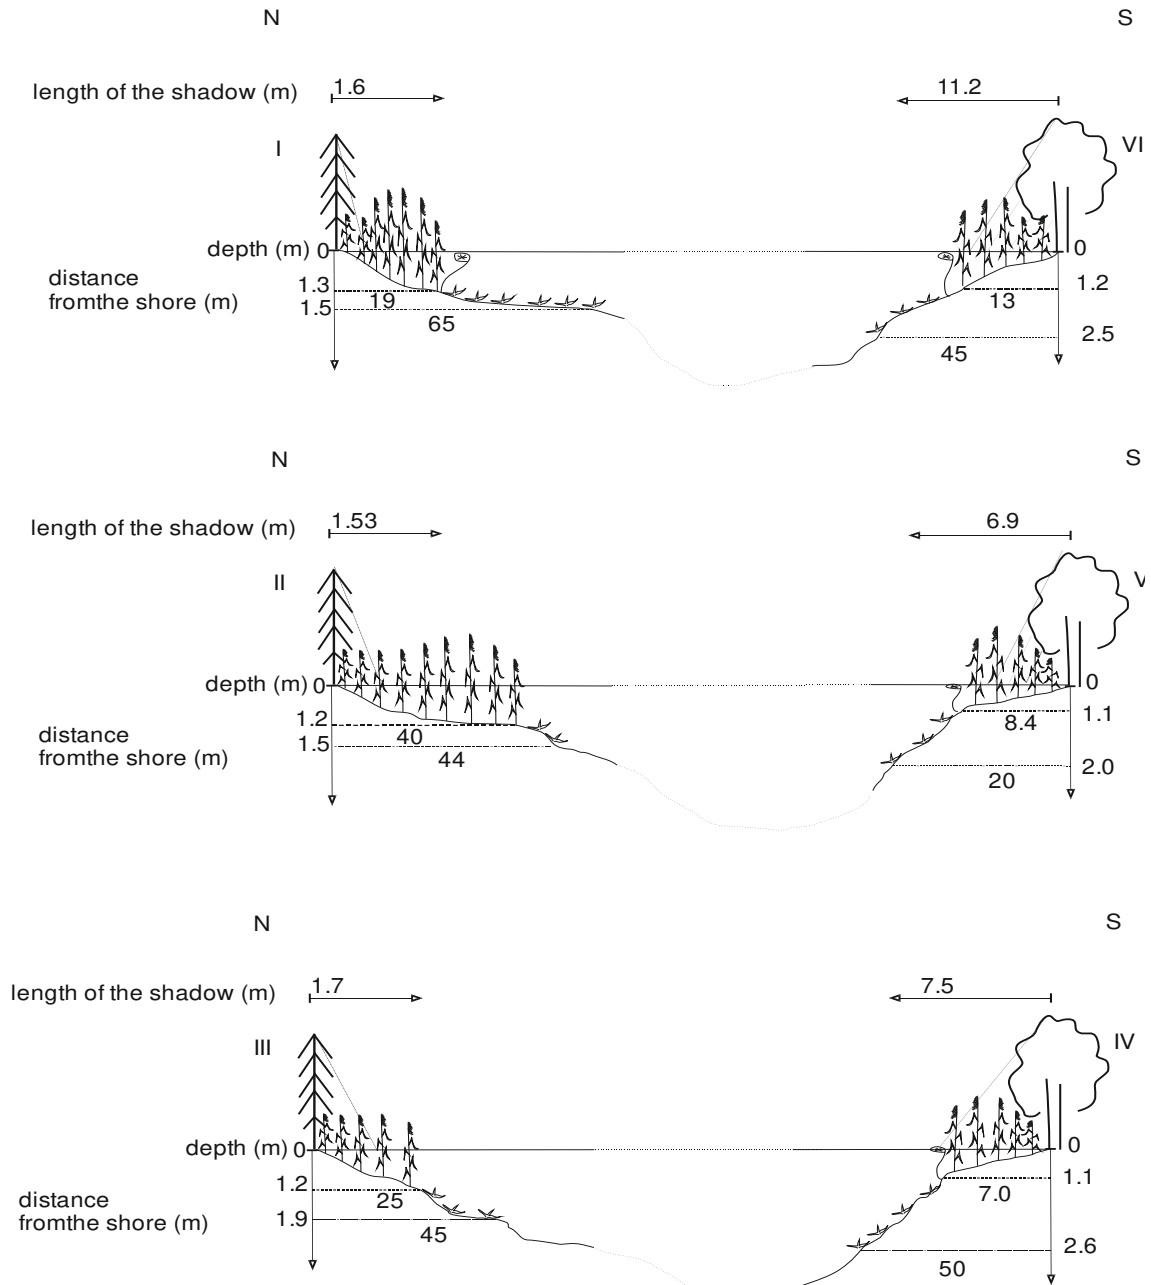 N S
length of the shadow (m) 1.6 11.2
I VI
depth (m) 0 0
distance
fromthe shore (m)
1.3 19 13 1.2
1.5 65 45 2.5
N S
length of the shadow (m) 1.53 6.9
II V
depth (m) 0 0
distance
fromthe shore (m)
1.2 40 8.4 1.1
1.5 44 20 2.0
N S
length of the shadow (m) 1.7 7.5
III IV
depth (m) 0 0
distance
fromthe shore (m)
1.2 25 7.0 1.1
1.9 45 50 2.6